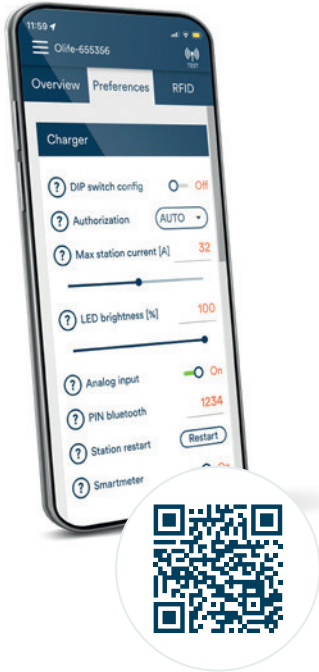 11:59
Olife-655356
TEXT
Overview Preferences RFID
Charger
? DIP switch config Off
? Authorization AUTO
? Max station current [A] 32
? LED brightness [%] 100
? Analog input On
? PIN bluetooth 1234
? Station restart Restart
? Smartmeter